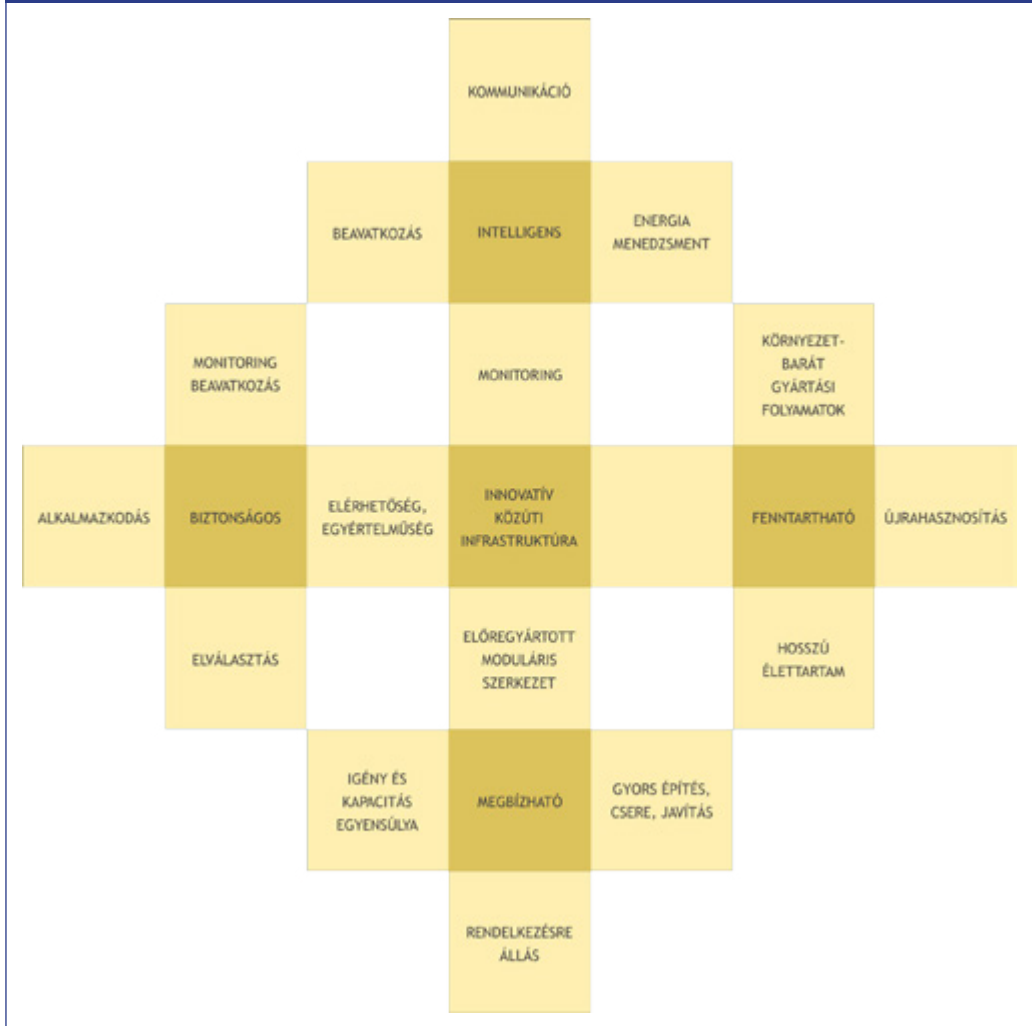 KOMMUNIKÁCIÓ
BEAVATKOZÁS
INTELLIGENS
ENERGIA
MENEDZSMENT
MONITORING
BEAVATKOZÁS
MONITORING
KÖRNYEZET-
BARÁT
GYÁRTÁSI
FOLYAMATOK
ALKALMAZKODÁS
BIZTONSÁGOS
ELÉRHETŐSÉG,
EGYÉRTELMŰSÉG
INNOVATÍV
KÖZÚTI
INFRASTRUKTÚRA
FENNTARTHATÓ
ÚJRAHASZNOSÍTÁS
ELVÁLASZTÁS
ELŐREGYÁRTOTT
MODULÁRIS
SZERKEZET
HOSSZÚ
ÉLETTARTAM
IGÉNY ÉS
KAPACITÁS
EGYENSÚLYA
MEGBÍZHATÓ
GYORS ÉPÍTÉS,
CSERE, JAVÍTÁS
RENDELKEZÉSRE
ÁLLÁS